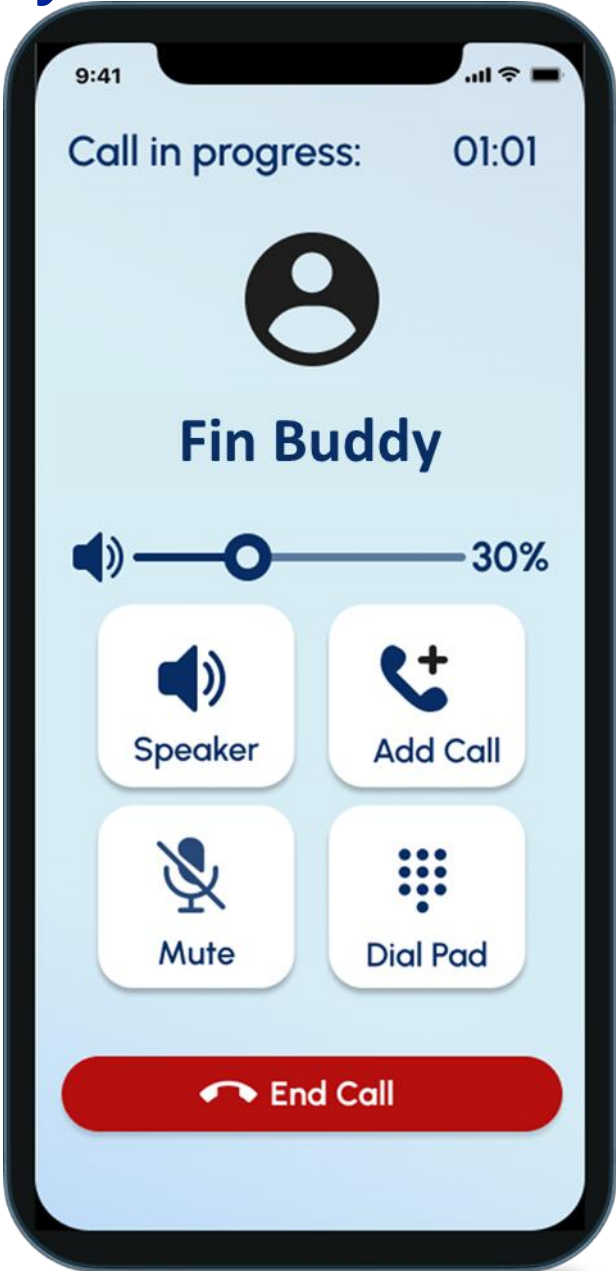 9:41
Call in progress: 01:01
Fin Buddy
30%
Speaker Add Call
Mute Dial Pad
End Call